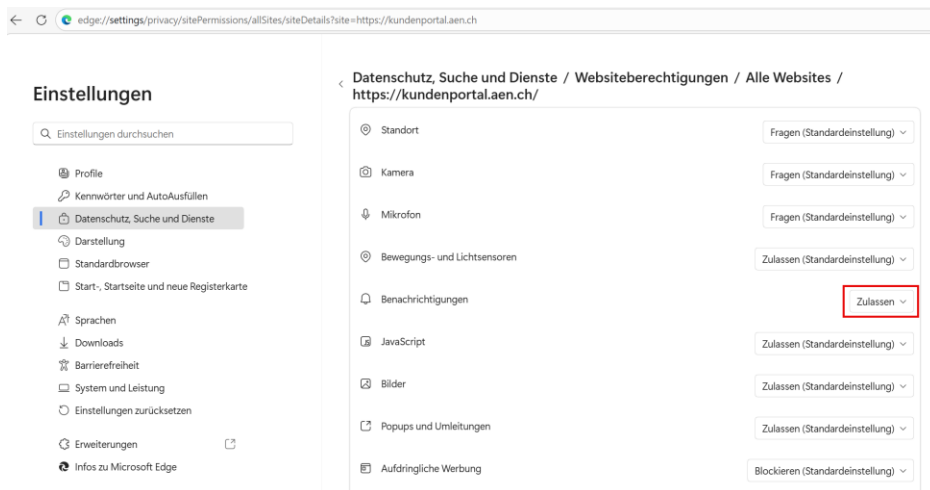 edge://settings/privacy/sitePermissions/allSites/siteDetails?site=https://kundenportal.aen.ch
Einstellungen
Einstellungen durchsuchen
Profile
Kennwörter und AutoAusfüllen
Datenschutz, Suche und Dienste
Darstellung
Standardbrowser
Start-, Startseite und neue Registerkarte
Sprachen
Downloads
Barrierefreiheit
System und Leistung
Einstellungen zurücksetzen
Erweiterungen
Infos zu Microsoft Edge
Datenschutz, Suche und Dienste / Websiteberechtigungen / Alle Websites /
https://kundenportal.aen.ch/
Standort Fragen (Standardeinstellung)
Kamera Fragen (Standardeinstellung)
Mikrofon Fragen (Standardeinstellung)
Bewegungs- und Lichtsensoren Zulassen (Standardeinstellung)
Benachrichtigungen Zulassen
JavaScript Zulassen (Standardeinstellung)
Bilder Zulassen (Standardeinstellung)
Popups und Umleitungen Zulassen (Standardeinstellung)
Aufdringliche Werbung Blockieren (Standardeinstellung)